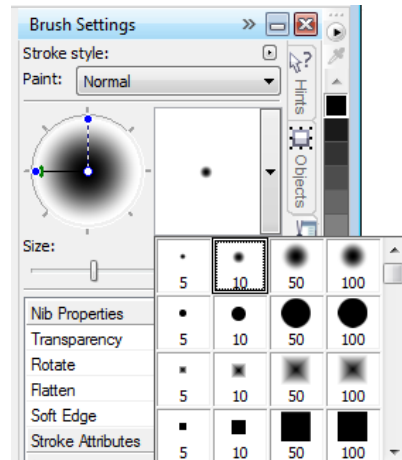 Brush Settings
Stroke style:
Paint: Normal
Hints
Objects
Size:
5 10 50 100
Nib Properties
5 10 50 100
Transparency
Rotate
5 10 50 100
Flatten
Soft Edge
Stroke Attributes
5 10 50 100